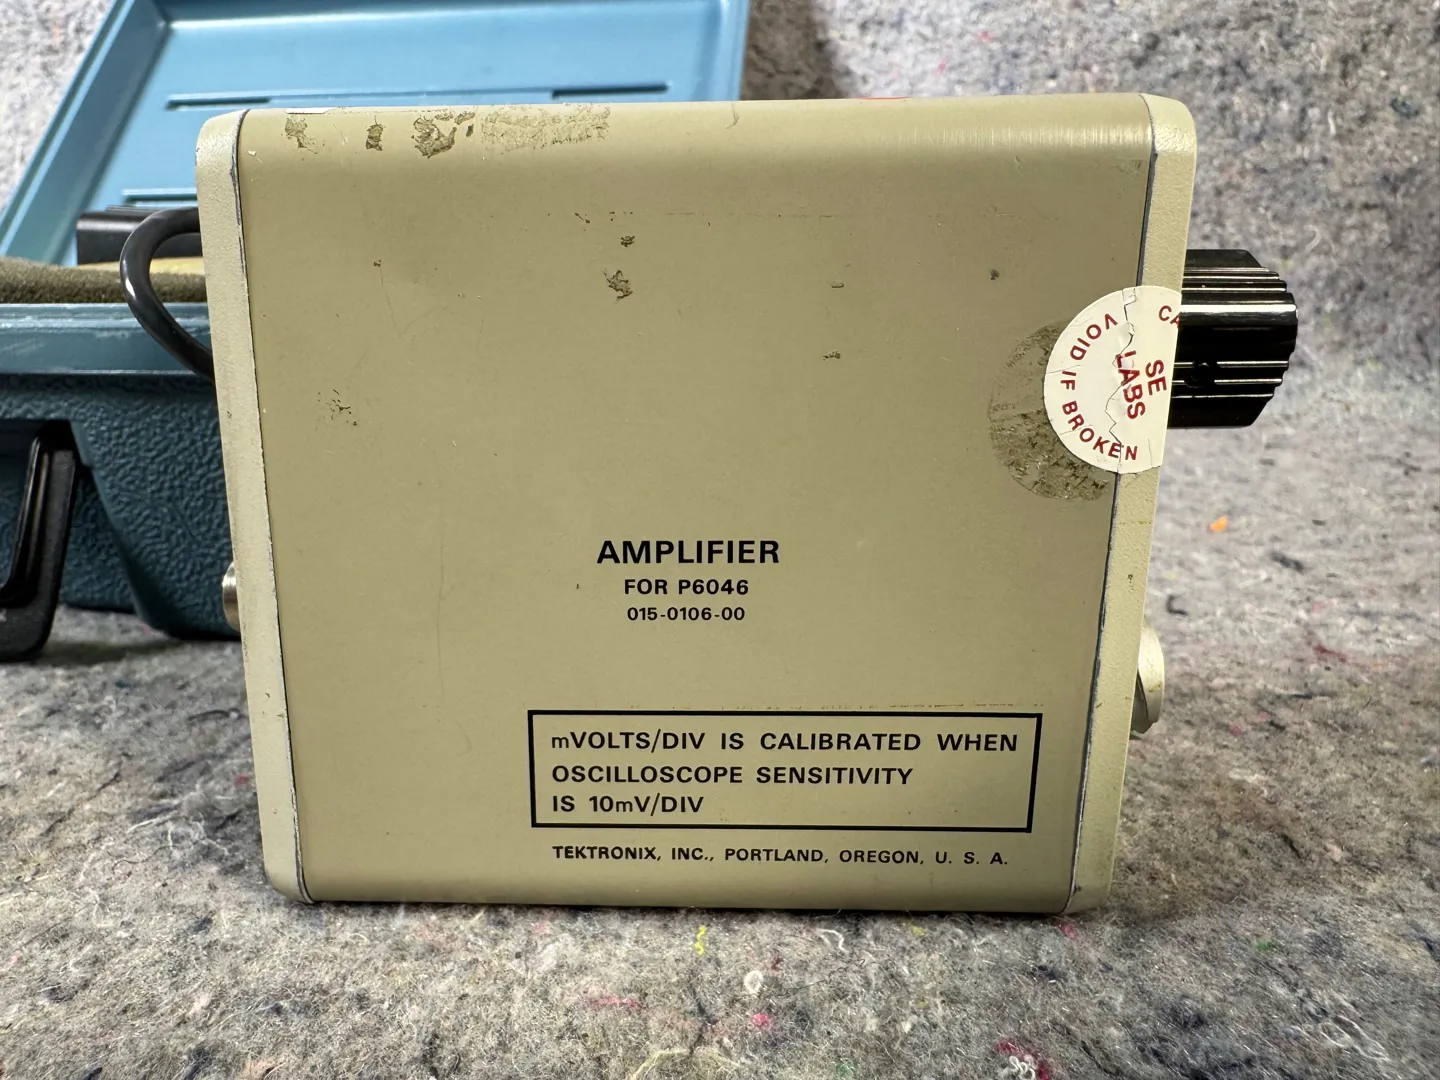 AMPLIFIER
FOR P6046
015-0106-00
mVOLTS/DIV IS CALIBRATED WHEN
OSCILLOSCOPE SENSITIVITY
IS 10mV/DIV
TEKTRONIX, INC., PORTLAND, OREGON, U. S. A.
SE
LABS
VOID IF BROKEN